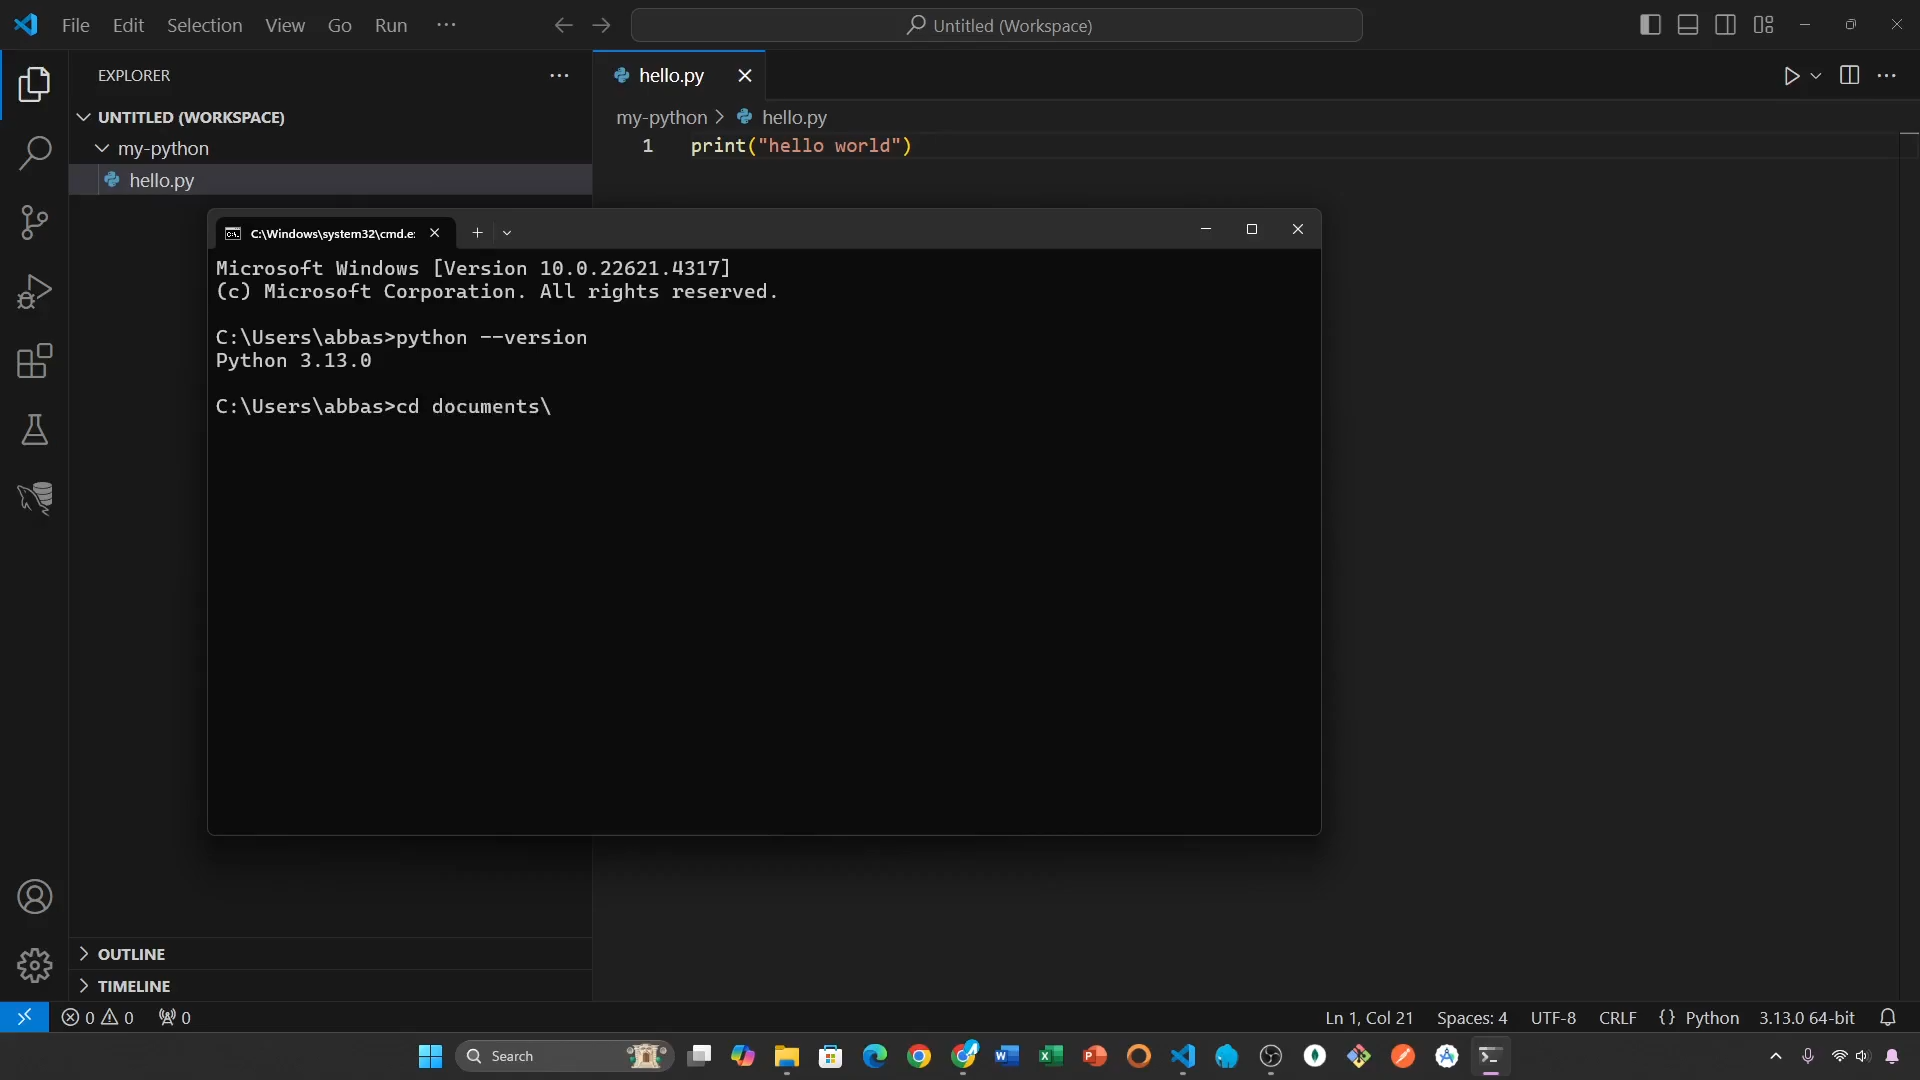 File Edit Selection View Go Run ···
Untitled (Workspace)
EXPLORER
hello.py
UNTITLED (WORKSPACE)
my-python > hello.py
my-python
1 print("hello world")
hello.py
C:\Windows\system32\cmd.e:
Microsoft Windows [Version 10.0.22621.4317]
(c) Microsoft Corporation. All rights reserved.
C:\Users\abbas>python --version
Python 3.13.0
C:\Users\abbas>cd documents\
OUTLINE
TIMELINE
0 0 0
Ln 1, Col 21 Spaces: 4 UTF-8 CRLF {} Python 3.13.0 64-bit
Search